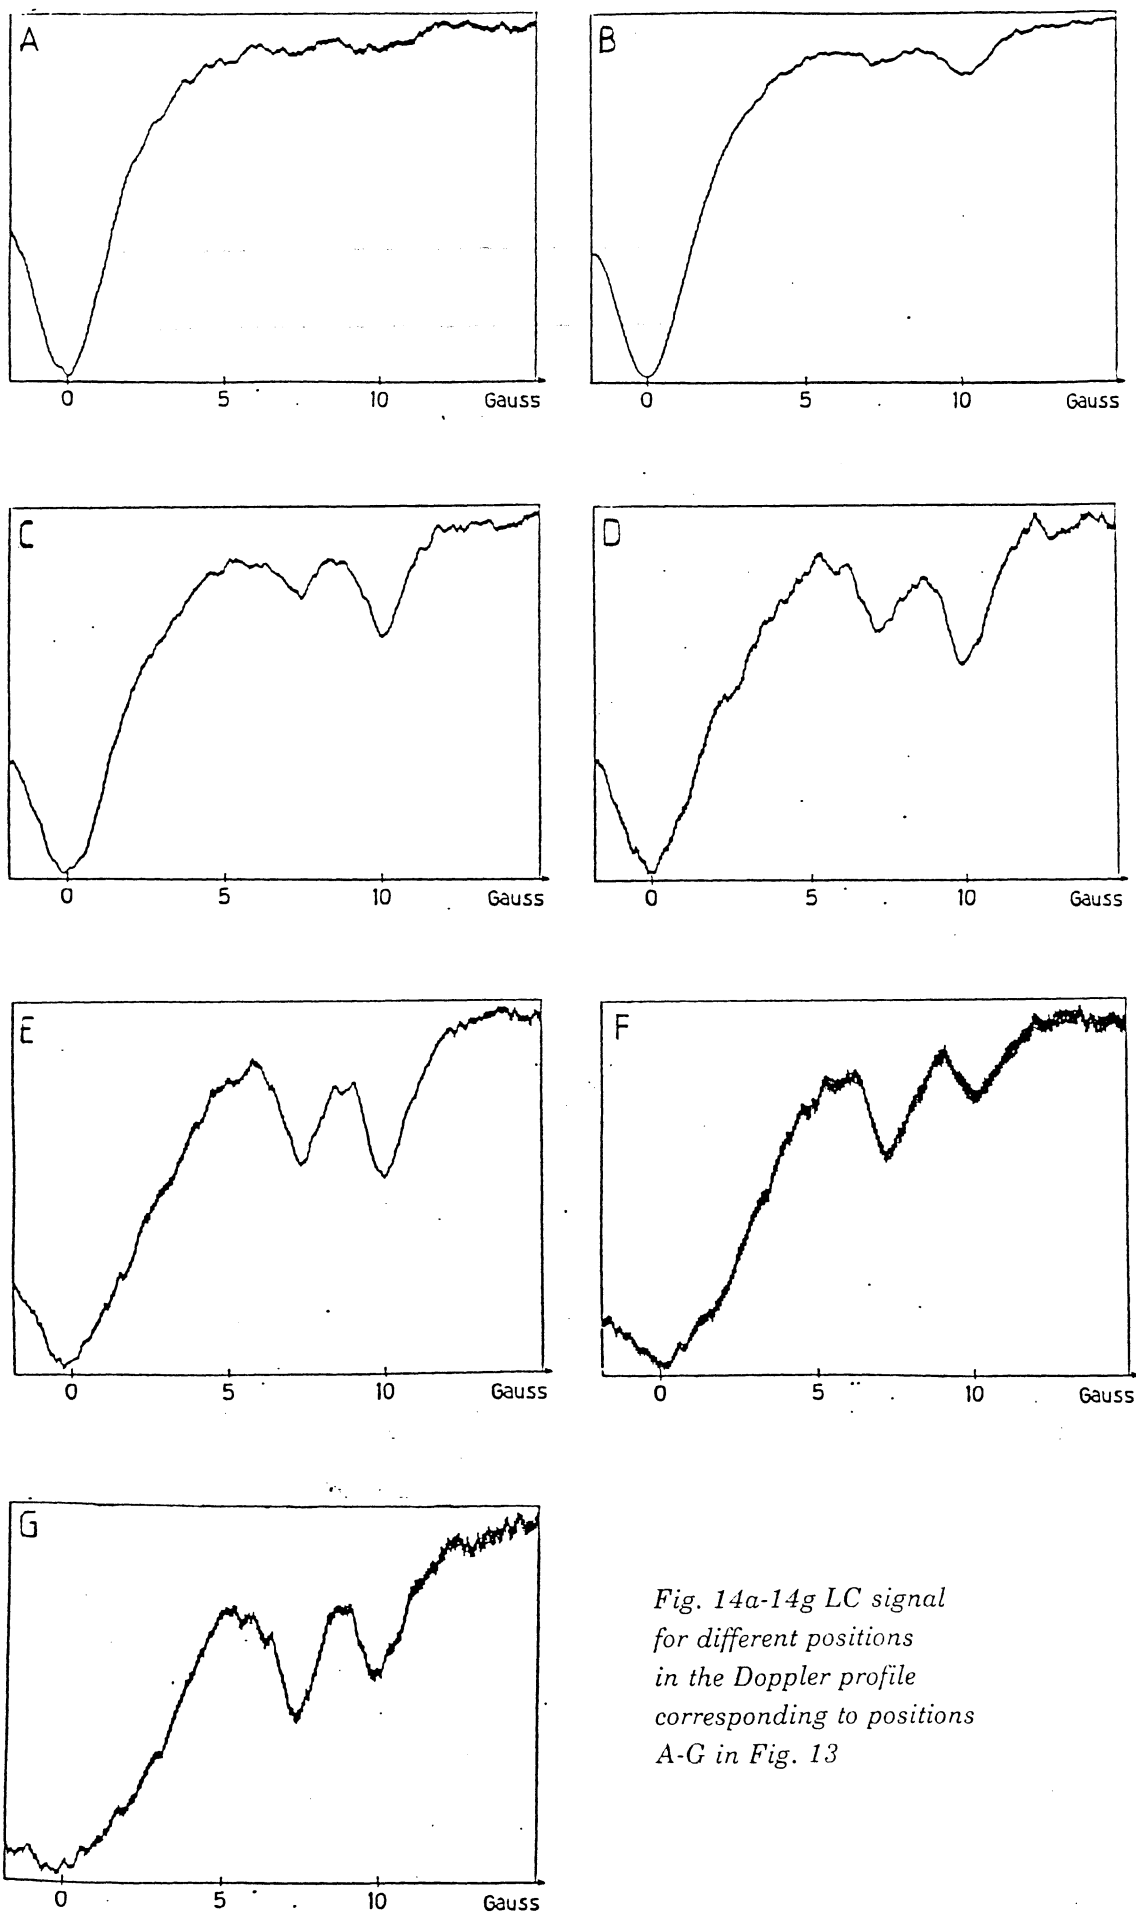 A
0 5 10 Gauss
B
0 5 10 Gauss
C
0 5 10 Gauss
D
0 5 10 Gauss
E
0 5 10 Gauss
F
0 5 10 Gauss
G
0 5 10 Gauss
Fig. 14a-14g LC signal
for different positions
in the Doppler profile
corresponding to positions
A-G in Fig. 13